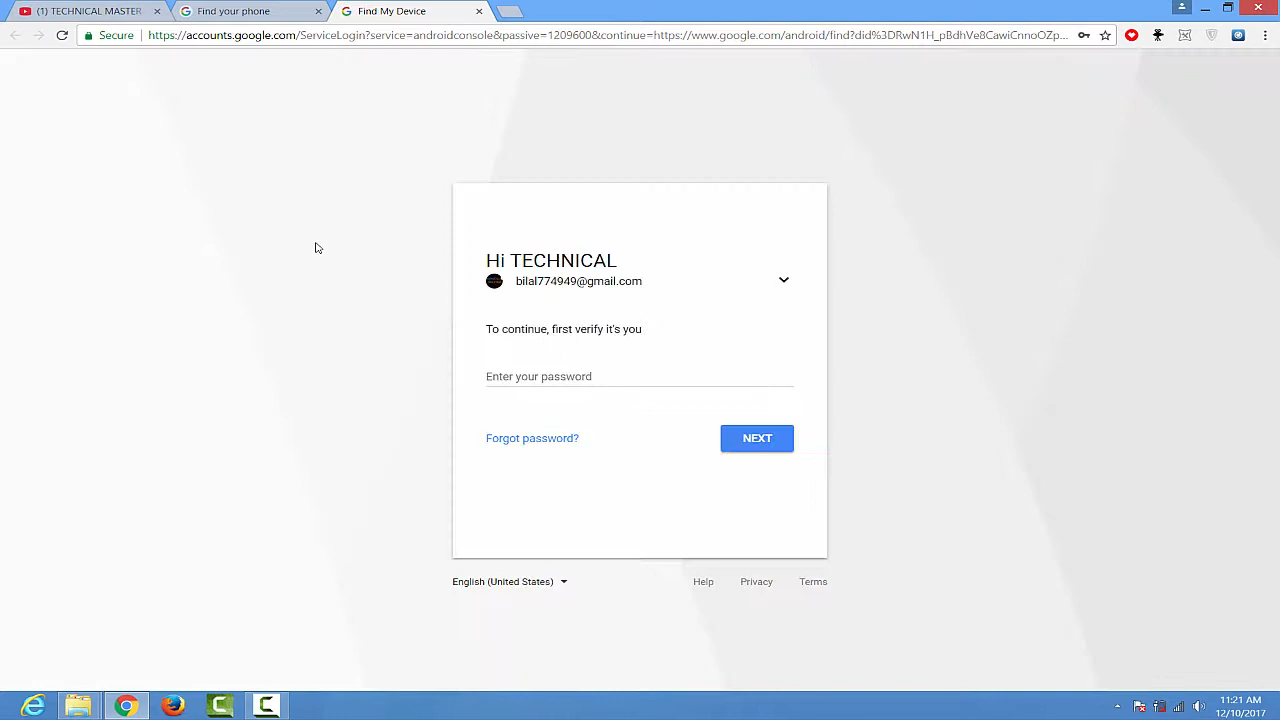 (1) TECHNICAL MASTER
Find your phone
Find My Device
Secure
https://accounts.google.com/ServiceLogin?service=androidconsole&passive=1209600&continue=https://www.google.com/android/find?did%3DRwN1H_pBdhVe8CawiCnnoOZp...
Hi TECHNICAL
bilal774949@gmail.com
To continue, first verify it's you
Enter your password
Forgot password?
NEXT
English (United States)
Help
Privacy
Terms
11:21 AM
12/10/2017